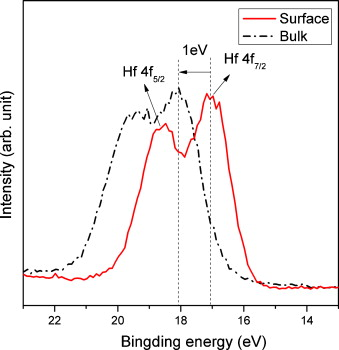 Surface
Bulk
1eV
Hf 4f5/2
Hf 4f7/2
Intensity (arb. unit)
22 20 18 16 14
Bingding energy (eV)